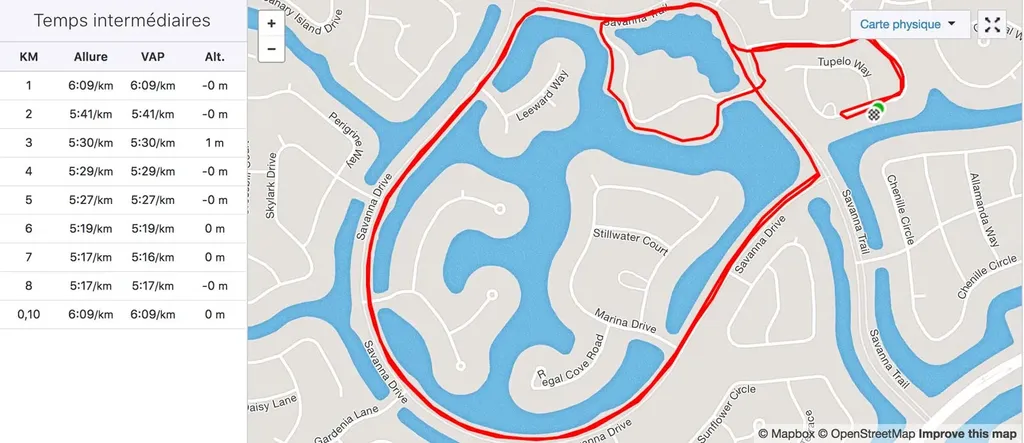 Temps intermédiaires
KM Allure VAP Alt.
1 6:09/km 6:09/km -0 m
2 5:41/km 5:41/km -0 m
3 5:30/km 5:30/km 1 m
4 5:29/km 5:29/km -0 m
5 5:27/km 5:27/km -0 m
6 5:19/km 5:19/km 0 m
7 5:17/km 5:16/km 0 m
8 5:17/km 5:17/km -0 m
0,10 6:09/km 6:09/km 0 m
+
−
Island Drive
Savanna Trail
Carte physique
Tupelo Way
Leeward Way
Perigrine Way
Skylark Drive
Savanna Drive
Stillwater Court
Savanna Drive
Savanna Trail
Chenille Circle
Allamanda Way
Chenille Circle
Marina Drive
Regal Cove Road
Savanna Drive
Savanna Trail
Gardenia Lane
Savanna Drive
Sunflower Circle
© Mapbox © OpenStreetMap Improve this map